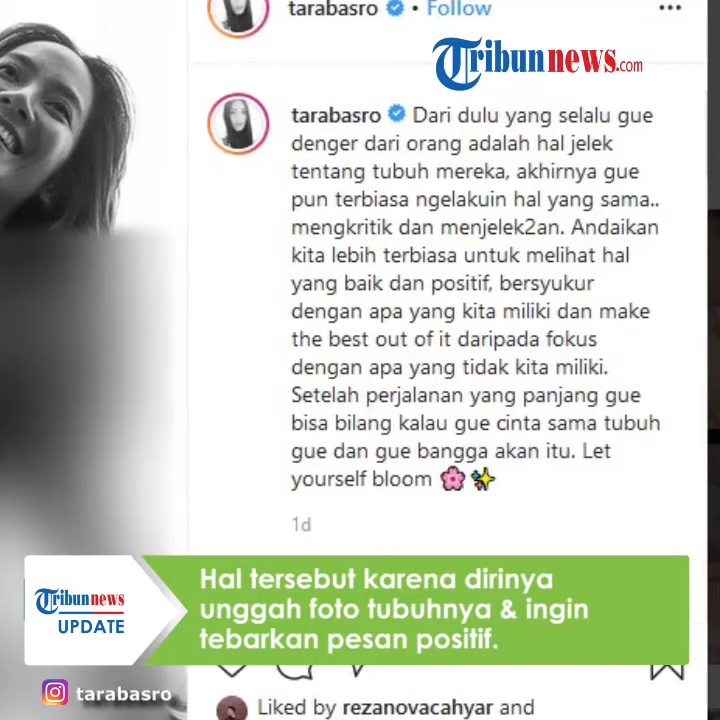 tarabasro • Follow
Tribunnews.com
tarabasro Dari dulu yang selalu gue
denger dari orang adalah hal jelek
tentang tubuh mereka, akhirnya gue
pun terbiasa ngelakuin hal yang sama..
mengkritik dan menjelek2an. Andaikan
kita lebih terbiasa untuk melihat hal
yang baik dan positif, bersyukur
dengan apa yang kita miliki dan make
the best out of it daripada fokus
dengan apa yang tidak kita miliki.
Setelah perjalanan yang panjang gue
bisa bilang kalau gue cinta sama tubuh
gue dan gue bangga akan itu. Let
yourself bloom 🌸✨
1d
Hal tersebut karena dirinya
unggah foto tubuhnya & ingin
tebarkan pesan positif.
Tribunnews
UPDATE
tarabasro
Liked by rezanovacahyar and